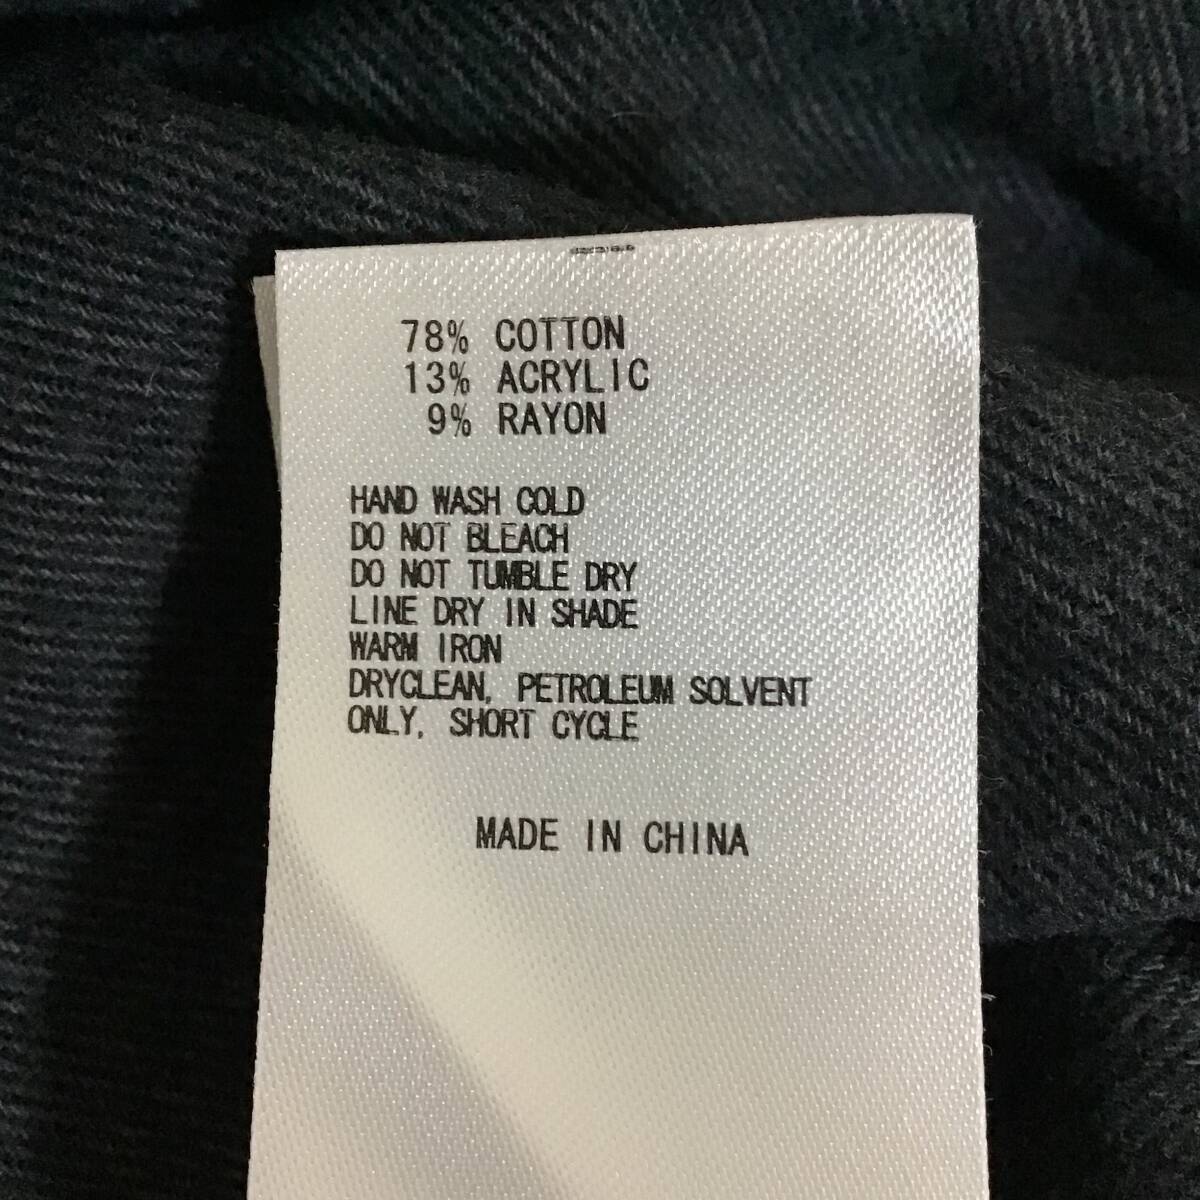 78% COTTON
13% ACRYLIC
9% RAYON
HAND WASH COLD
DO NOT BLEACH
DO NOT TUMBLE DRY
LINE DRY IN SHADE
WARM IRON
DRYCLEAN, PETROLEUM SOLVENT
ONLY, SHORT CYCLE
MADE IN CHINA